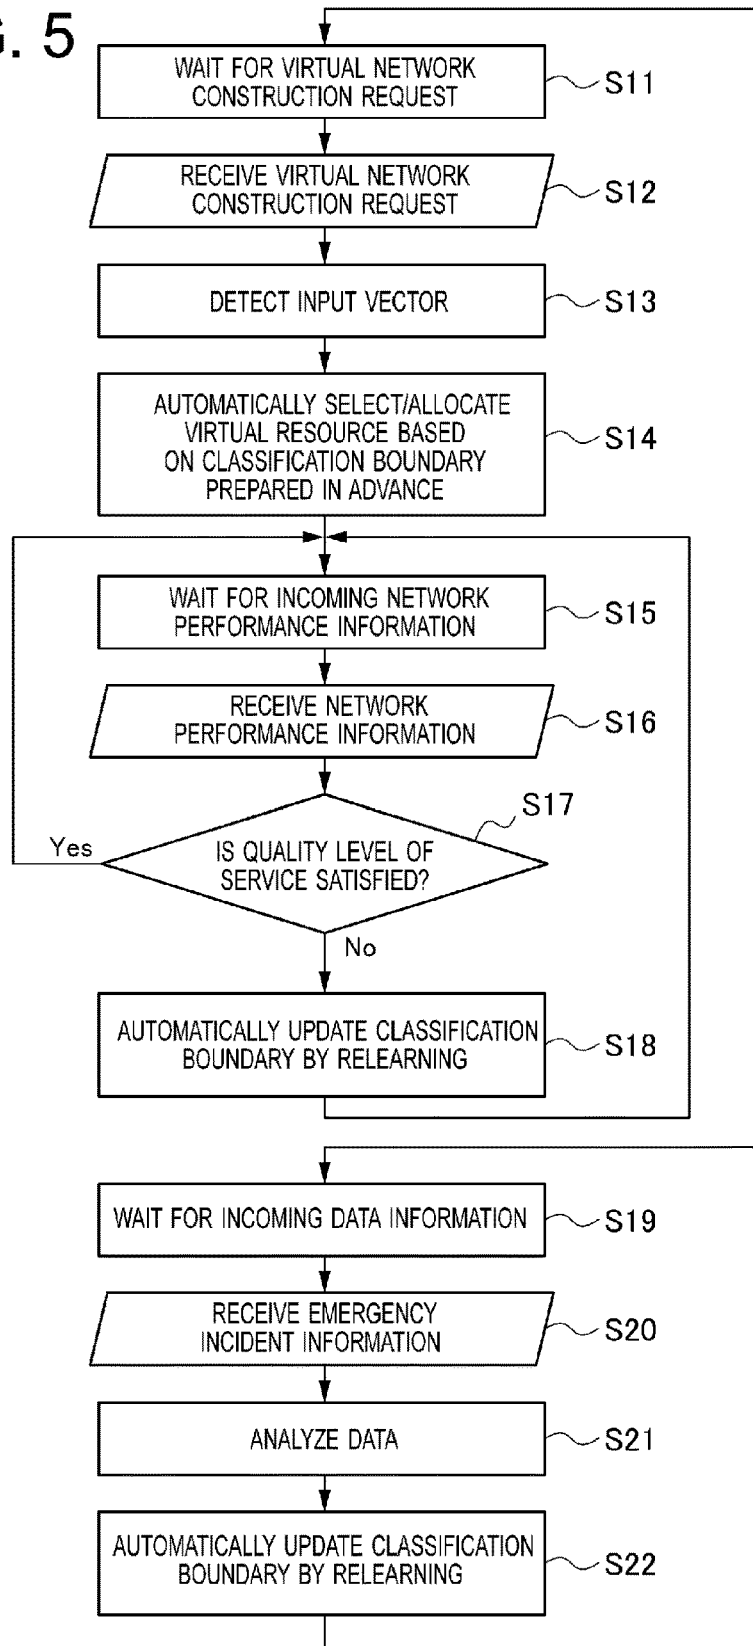 G. 5
WAIT FOR VIRTUAL NETWORK
CONSTRUCTION REQUEST
S11
RECEIVE VIRTUAL NETWORK
CONSTRUCTION REQUEST
S12
DETECT INPUT VECTOR
S13
AUTOMATICALLY SELECT/ALLOCATE
VIRTUAL RESOURCE BASED
ON CLASSIFICATION BOUNDARY
PREPARED IN ADVANCE
S14
WAIT FOR INCOMING NETWORK
PERFORMANCE INFORMATION
S15
RECEIVE NETWORK
PERFORMANCE INFORMATION
S16
S17
Yes
IS QUALITY LEVEL OF
SERVICE SATISFIED?
No
AUTOMATICALLY UPDATE CLASSIFICATION
BOUNDARY BY RELEARNING
S18
WAIT FOR INCOMING DATA INFORMATION
S19
RECEIVE EMERGENCY
INCIDENT INFORMATION
S20
ANALYZE DATA
S21
AUTOMATICALLY UPDATE CLASSIFICATION
BOUNDARY BY RELEARNING
S22